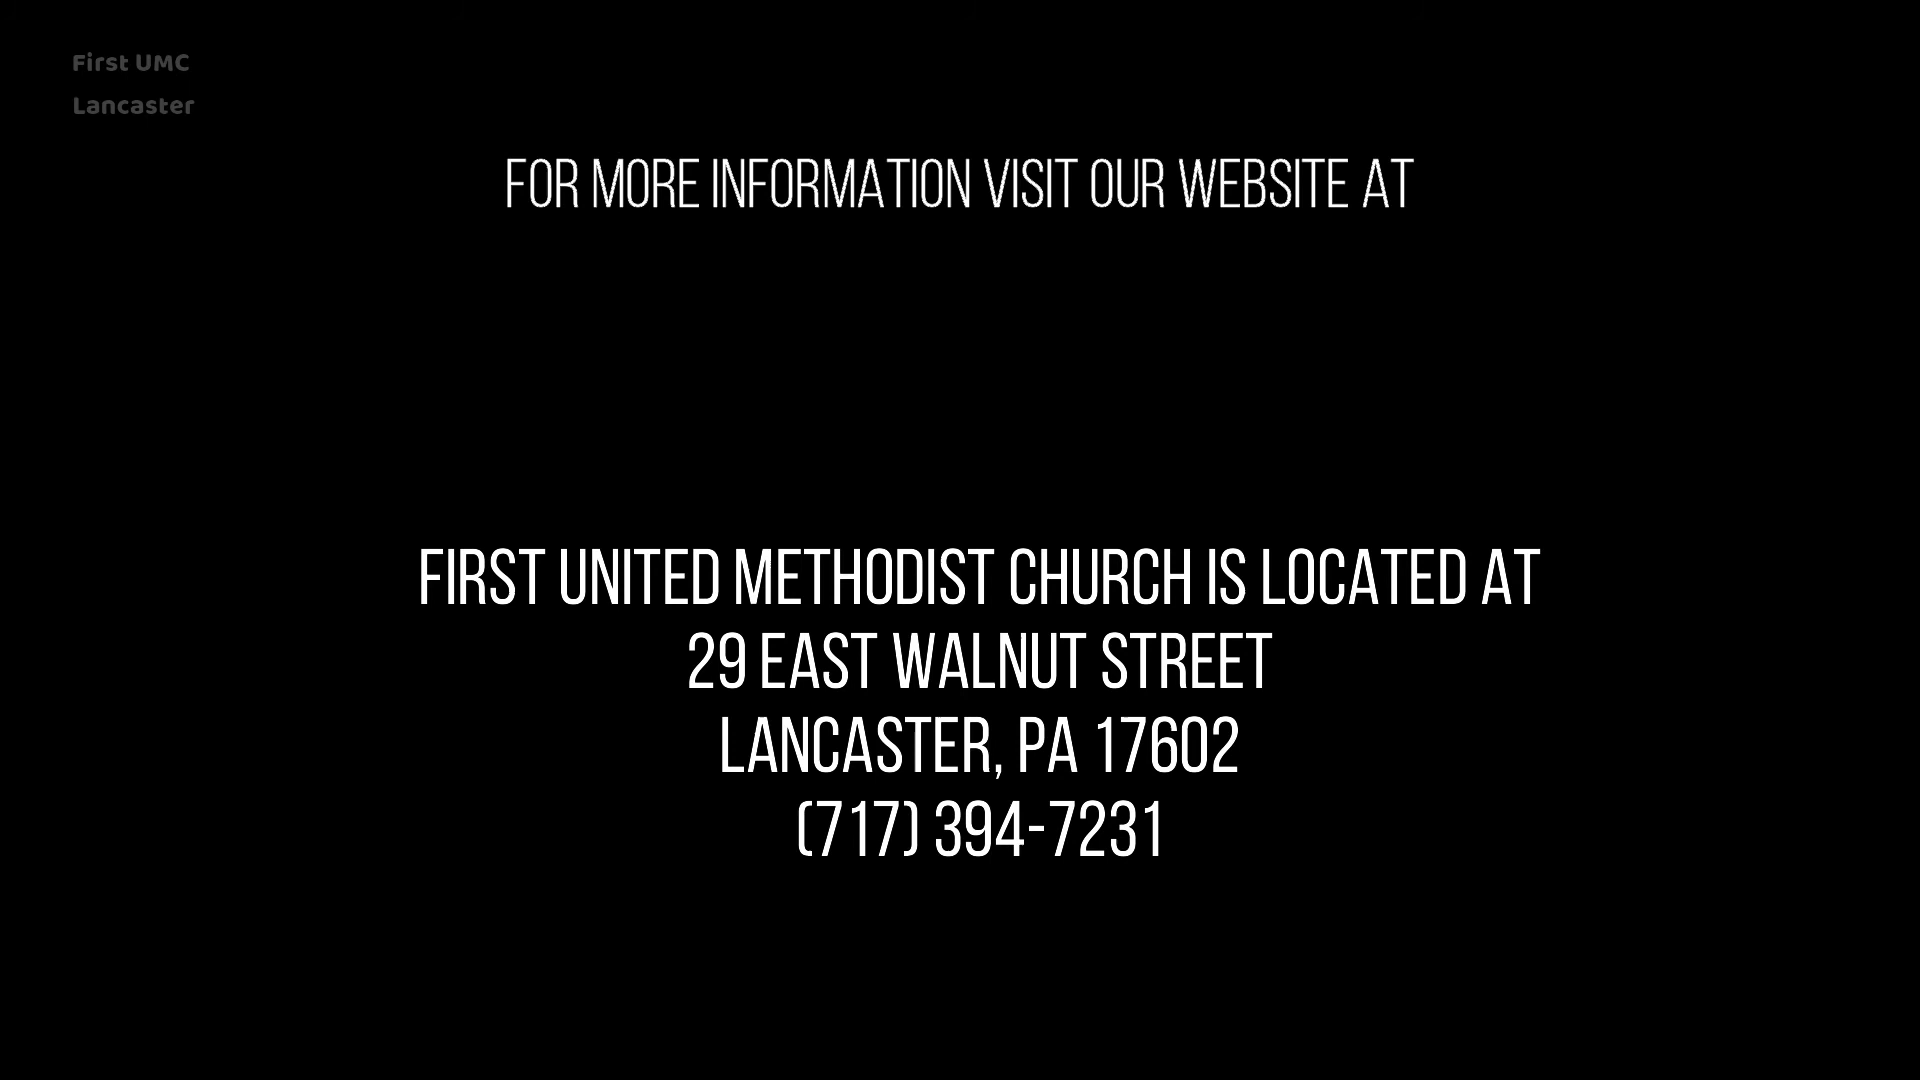 First UMC
Lancaster
FOR MORE INFORMATION VISIT OUR WEBSITE AT
FIRST UNITED METHODIST CHURCH IS LOCATED AT
29 EAST WALNUT STREET
LANCASTER, PA 17602
(717) 394-7231